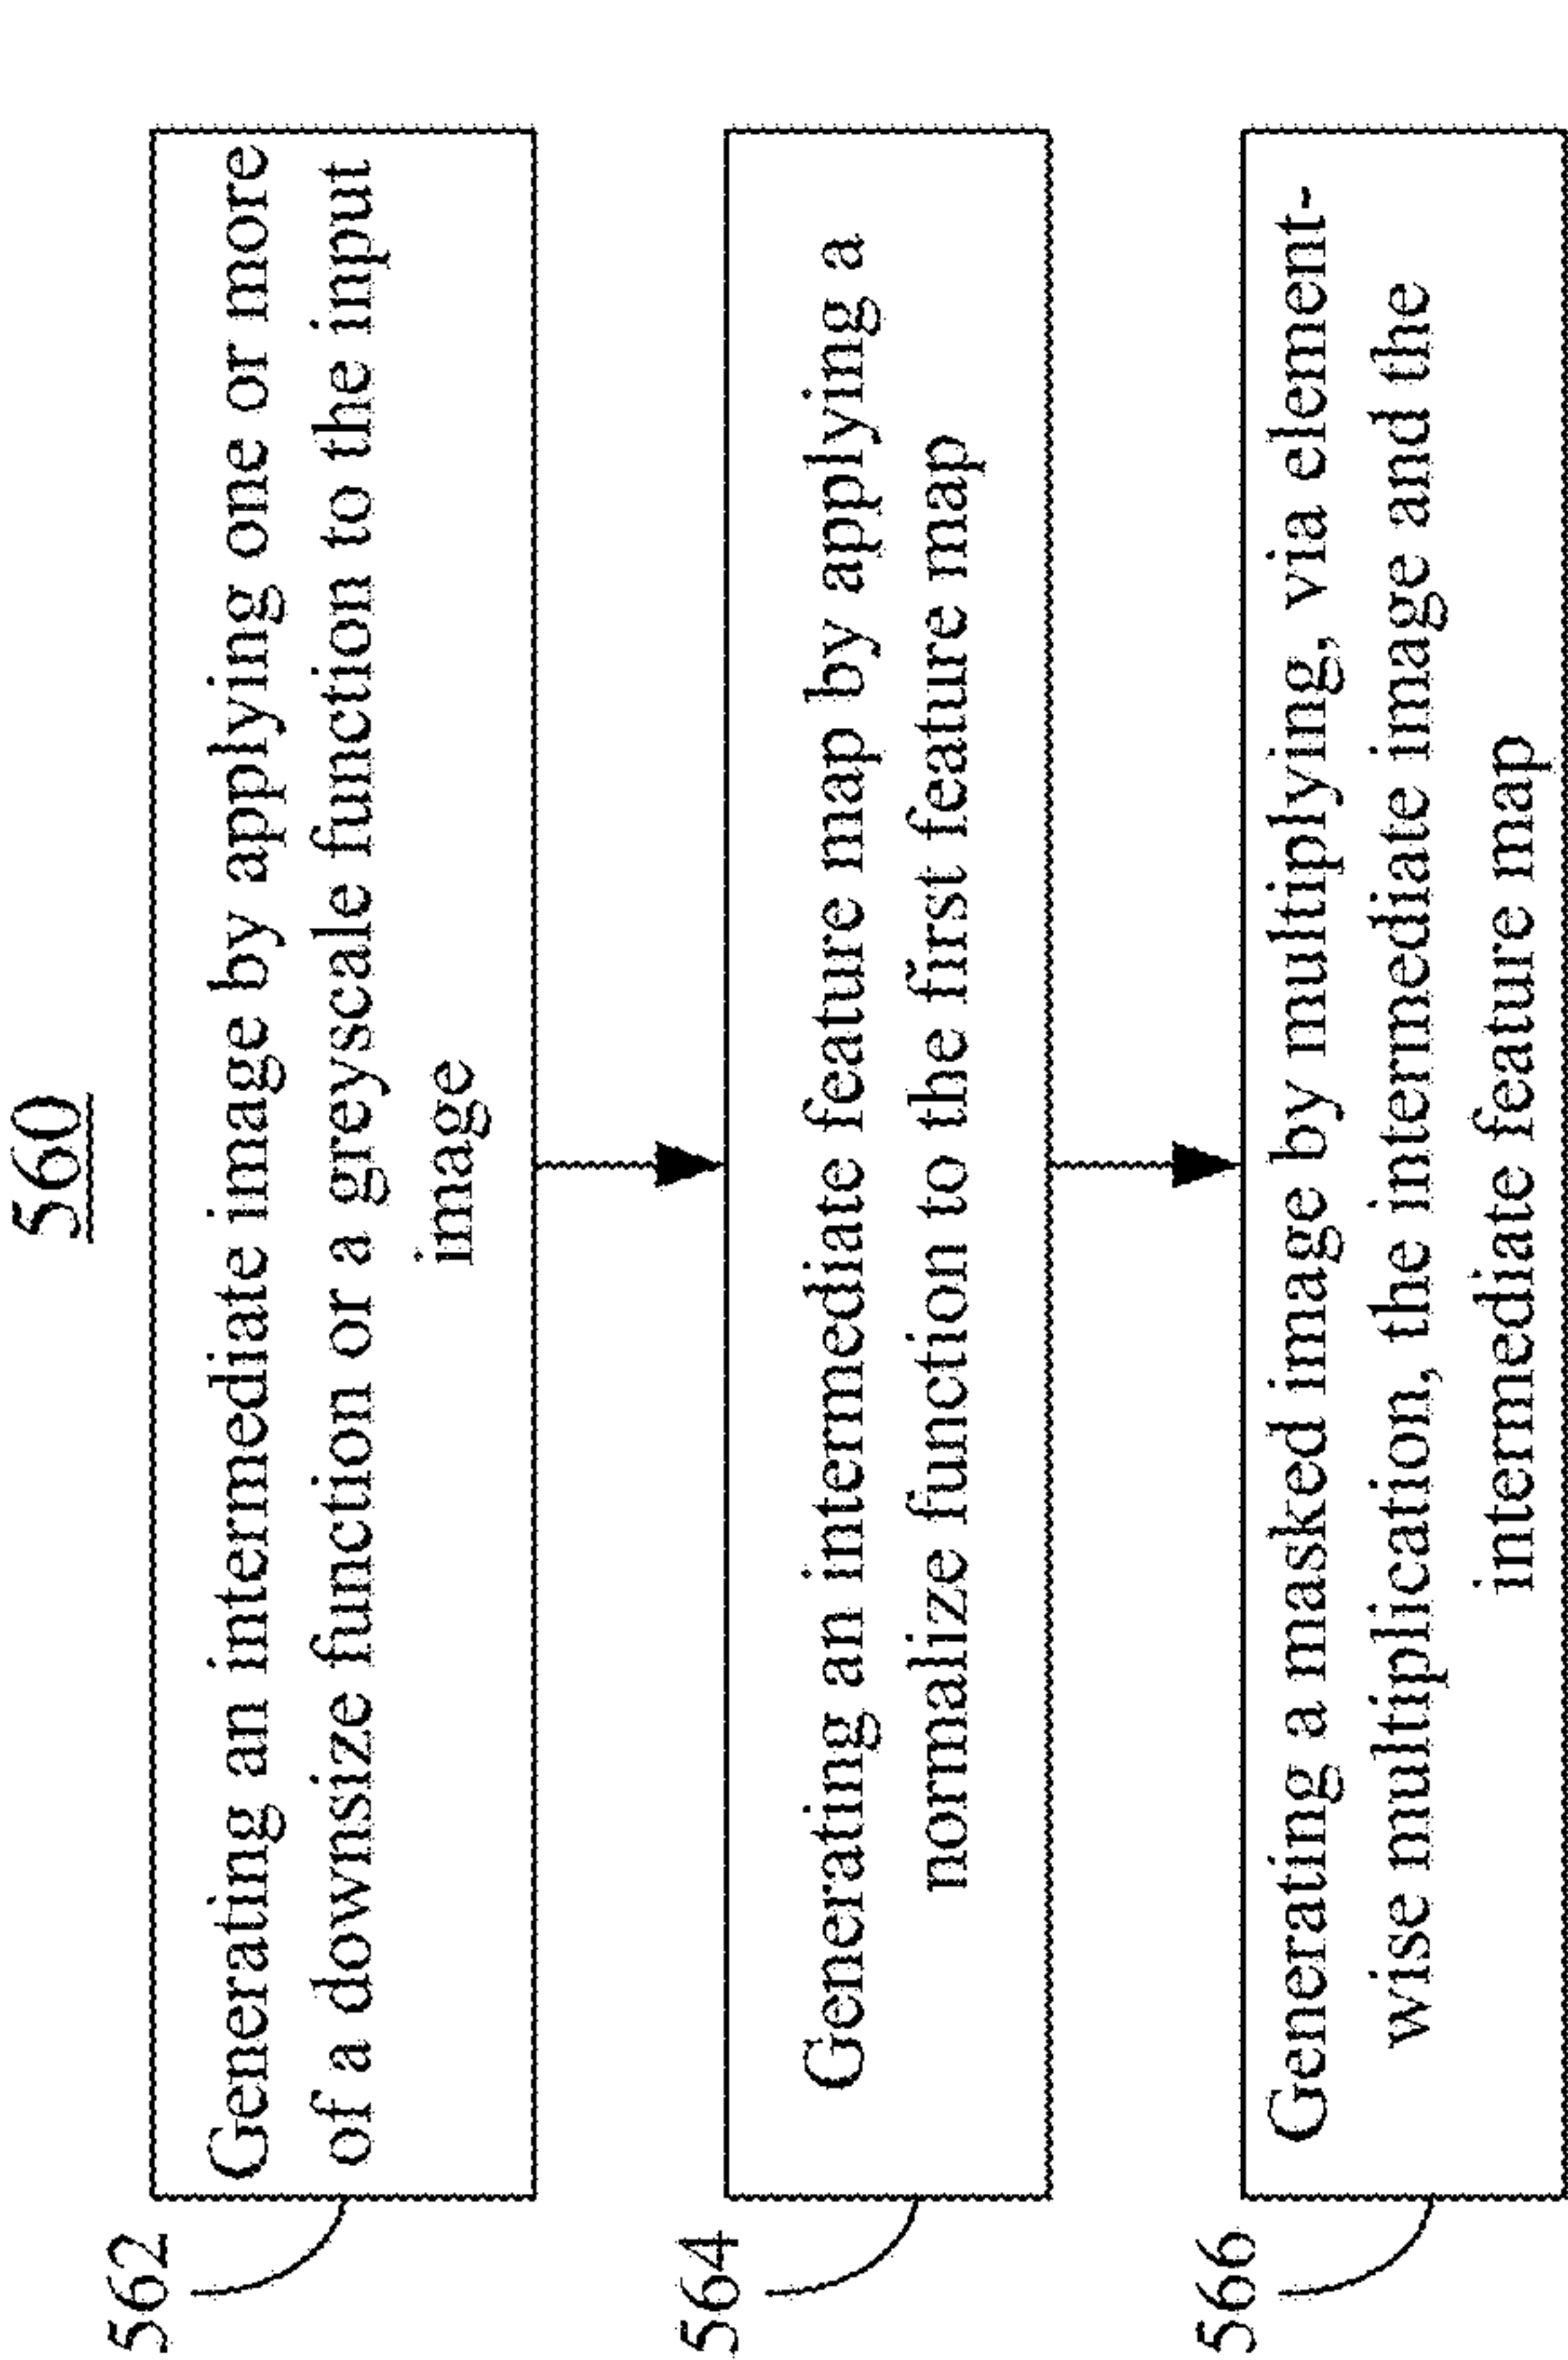 560
562
Generating an intermediate image by applying one or more
of a downsize function or a greyscale function to the input
image
564
Generating an intermediate feature map by applying a
normalize function to the first feature map
566
Generating a masked image by multiplying, via element-
wise multiplication, the intermediate image and the
intermediate feature map